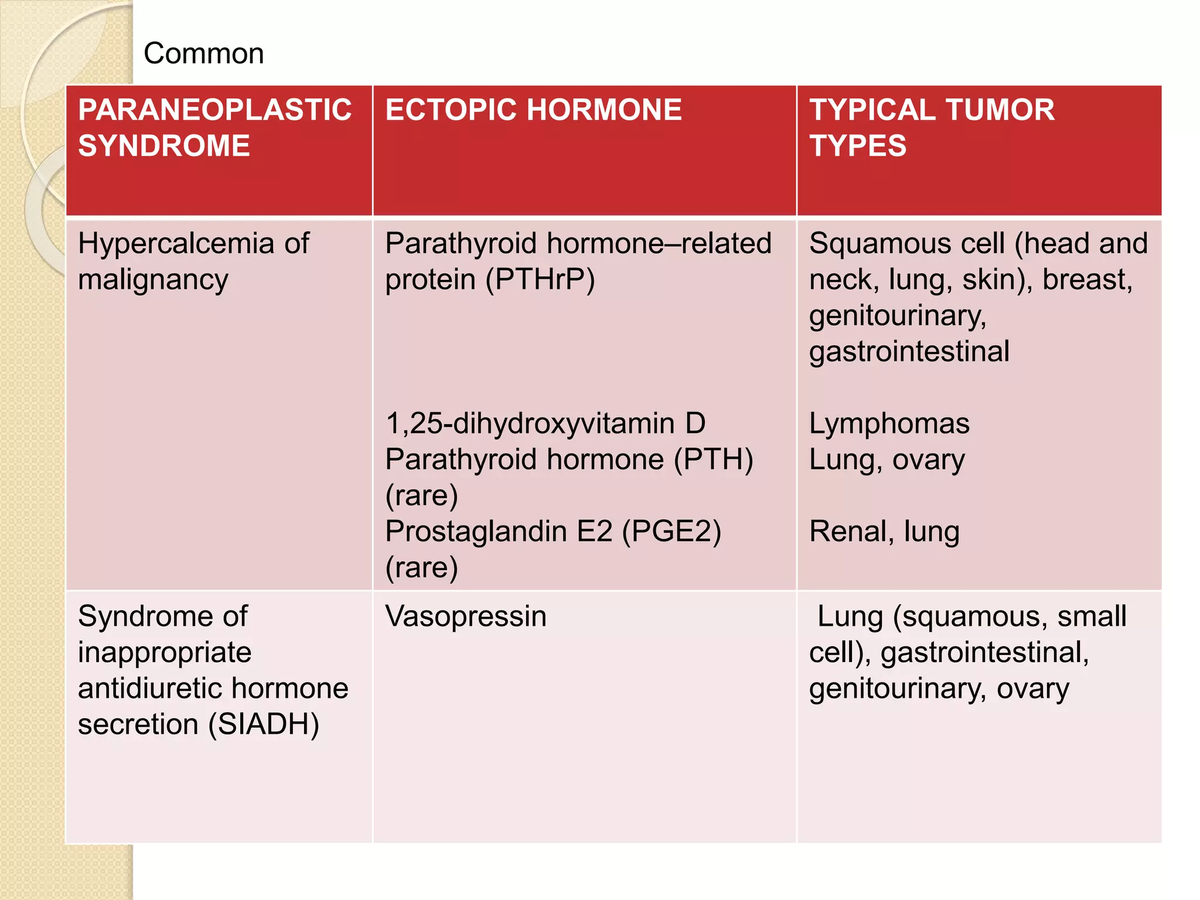 Common
PARANEOPLASTIC
SYNDROME
ECTOPIC HORMONE
TYPICAL TUMOR
TYPES
Hypercalcemia of
malignancy
Parathyroid hormone–related
protein (PTHrP)
1,25-dihydroxyvitamin D
Parathyroid hormone (PTH)
(rare)
Prostaglandin E2 (PGE2)
(rare)
Squamous cell (head and
neck, lung, skin), breast,
genitourinary,
gastrointestinal
Lymphomas
Lung, ovary
Renal, lung
Syndrome of
inappropriate
antidiuretic hormone
secretion (SIADH)
Vasopressin
Lung (squamous, small
cell), gastrointestinal,
genitourinary, ovary